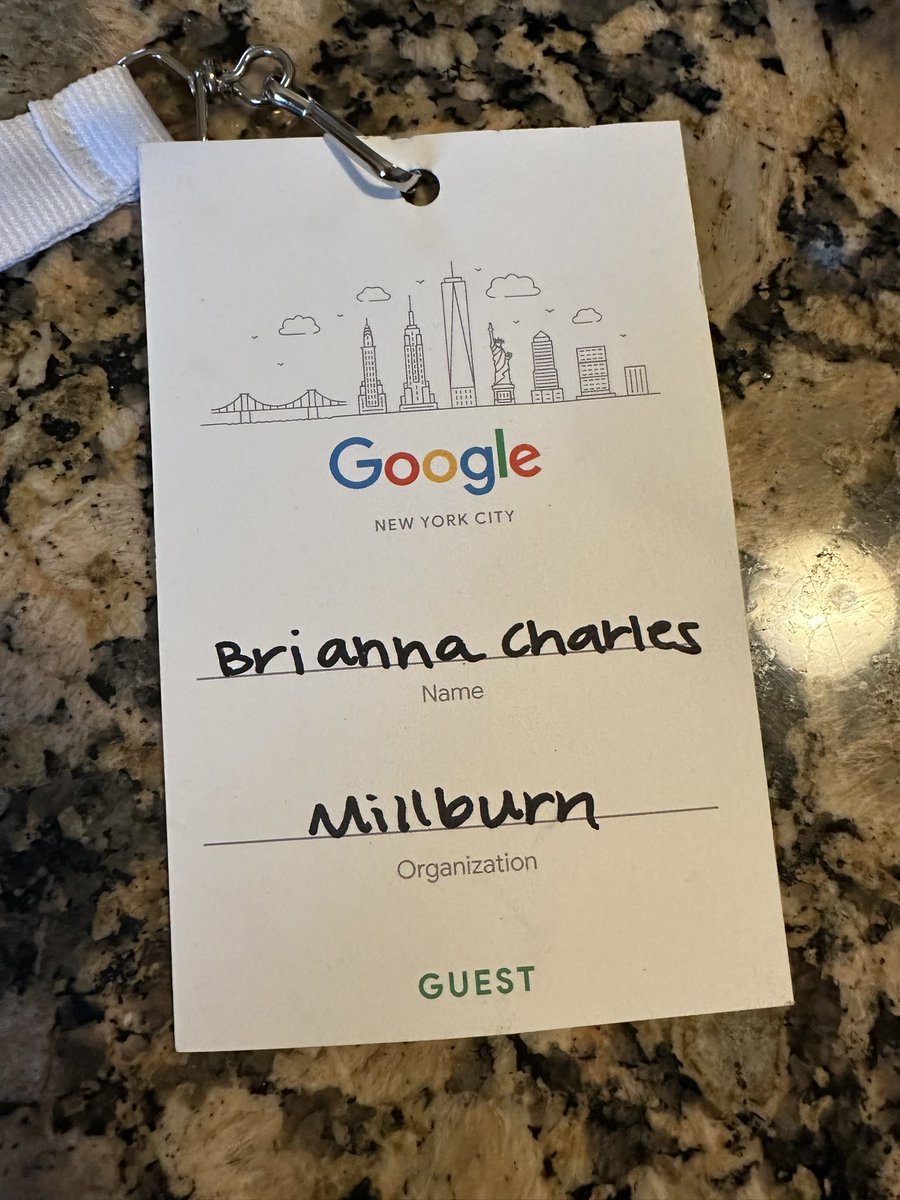 Google
NEW YORK CITY
Brianna Charles
Name
Millburn
Organization
GUEST